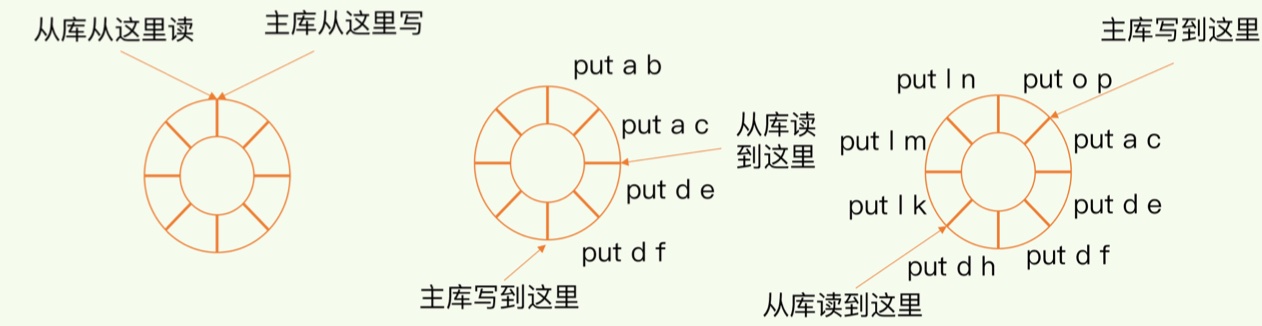 从库从这里读
主库从这里写
put a b
put a c
从库读
到这里
put d e
put d f
主库写到这里
主库写到这里
put l n
put o p
put l m
put a c
put l k
put d e
put d h
put d f
从库读到这里